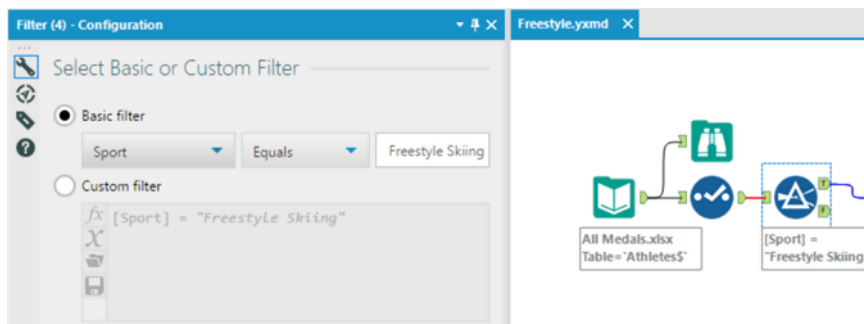 Filter (4) - Configuration
Freestyle.yxmd
Select Basic or Custom Filter
Basic filter
Sport
Equals
Freestyle Skiing
Custom filter
[Sport] = "Freestyle Skiing"
All Medals.xlsx
Table=`Athletes$`
[Sport] =
"Freestyle Skiing
T
F